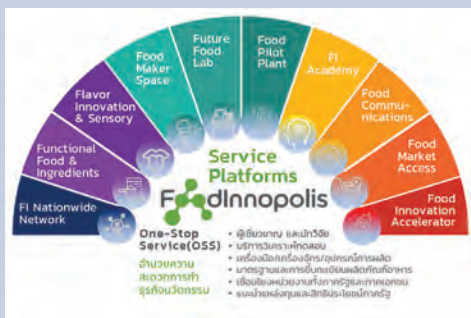 FI Nationwide
Network
Functional
Food &
Ingredients
Flavor
Innovation
& Sensory
Food
Maker
Space
Future
Food
Lab
Food
Pilot
Plant
FI
Academy
Food
Commu-
nications
Food
Market
Access
Food
Innovation
Accelerator
Service
Platforms
FoodInnopolis
One-Stop
Service(OSS)
อำนวยความ
สะดวกการทำ
ธุรกิจนวัตกรรม
• ผู้เชี่ยวชาญ และนักวิจัย
• บริการวิเคราะห์ทดสอบ
• เครื่องมือ/เครื่องจักร/อุปกรณ์การผลิต
• มาตรฐานและการขึ้นทะเบียนผลิตภัณฑ์อาหาร
• เชื่อมโยงหน่วยงานทั้งภาครัฐและภาคเอกชน
• แนะนำแหล่งทุนและสิทธิประโยชน์ภาครัฐ